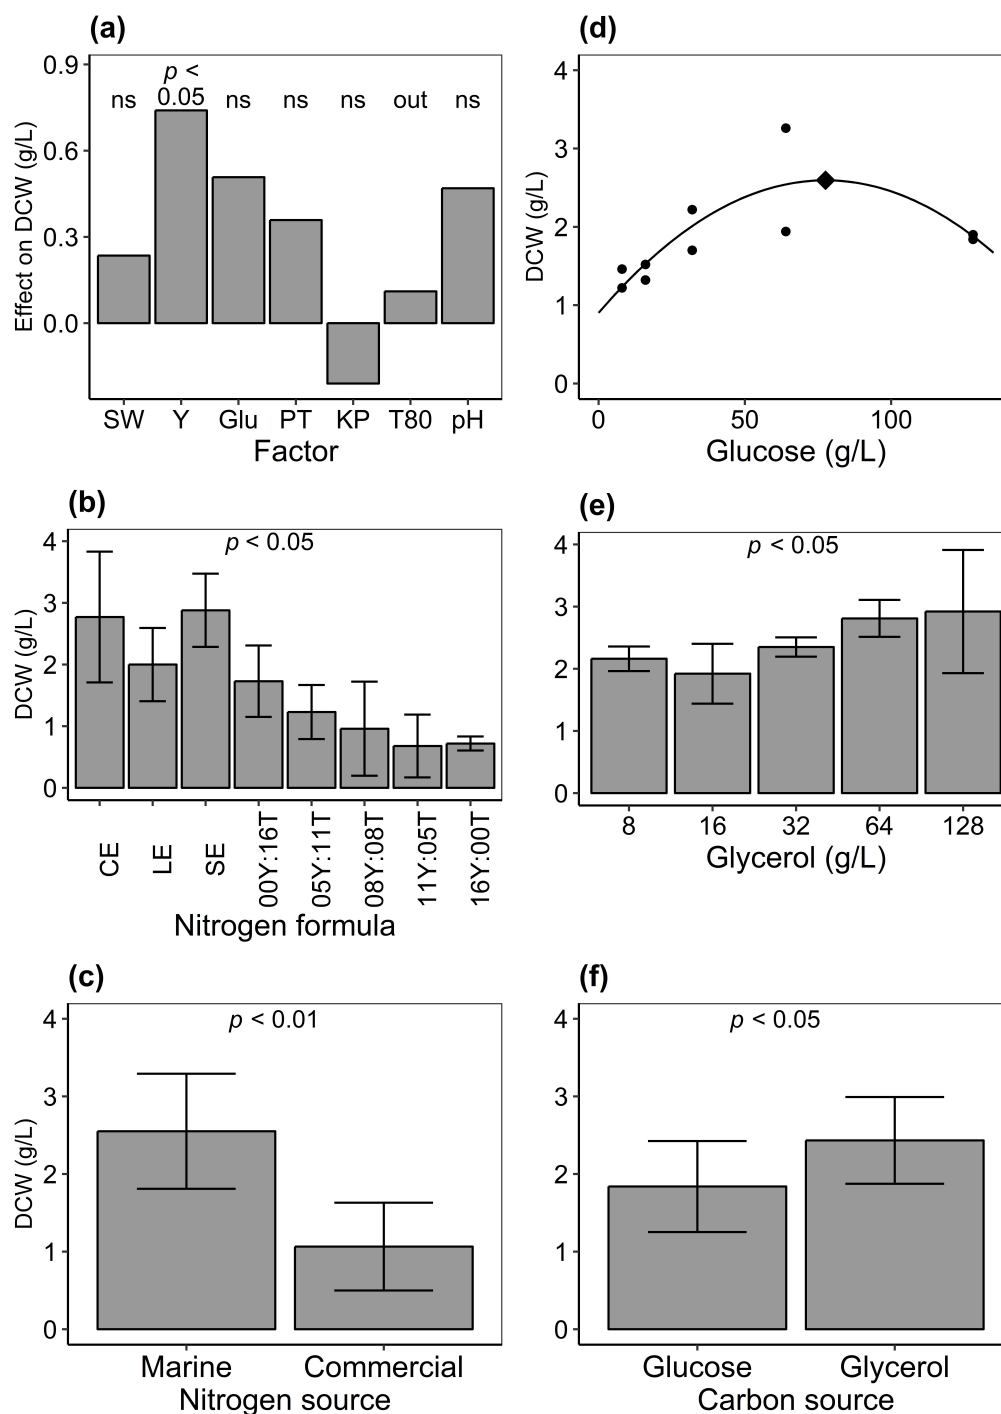 (a)
Effect on DCW (g/L)
0.9
0.6
0.3
0.0
ns
p <
0.05
ns
ns
ns
out
ns
SW Y Glu PT KP T80 pH
Factor
(d)
DCW (g/L)
4
3
2
1
0
0 50 100
Glucose (g/L)
(b)
DCW (g/L)
4
3
2
1
0
p < 0.05
CE
LE
SE
00Y:16T
05Y:11T
08Y:08T
11Y:05T
16Y:00T
Nitrogen formula
(e)
4
3
2
1
0
p < 0.05
8 16 32 64 128
Glycerol (g/L)
(c)
DCW (g/L)
4
3
2
1
0
p < 0.01
Marine Commercial
Nitrogen source
(f)
4
3
2
1
0
p < 0.05
Glucose Glycerol
Carbon source